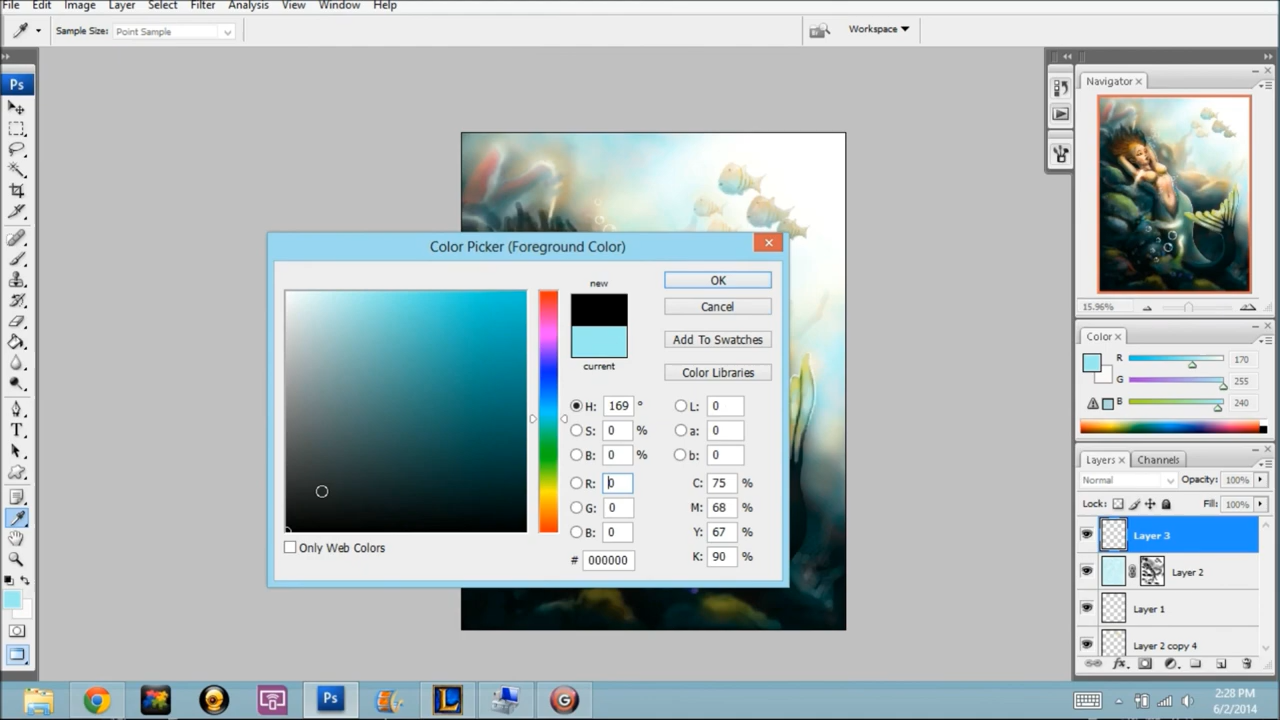 File Edit Image Layer Select Filter Analysis View Window Help
Sample Size: Point Sample Workspace
Ps
Navigator
15.96%
Color Picker (Foreground Color)
new
OK
Cancel
Add To Swatches
current
Color Libraries
H: 169 ° L: 0
S: 0 % a: 0
B: 0 % b: 0
R: 0 C: 75 %
G: 0 M: 68 %
B: 0 Y: 67 %
# 000000 K: 90 %
Only Web Colors
Color
R 170
G 255
B 240
Layers Channels
Normal Opacity: 100%
Lock: Fill: 100%
Layer 3
Layer 2
Layer 1
Layer 2 copy 4
fx
T
Ps
L
G
2:28 PM
6/2/2014